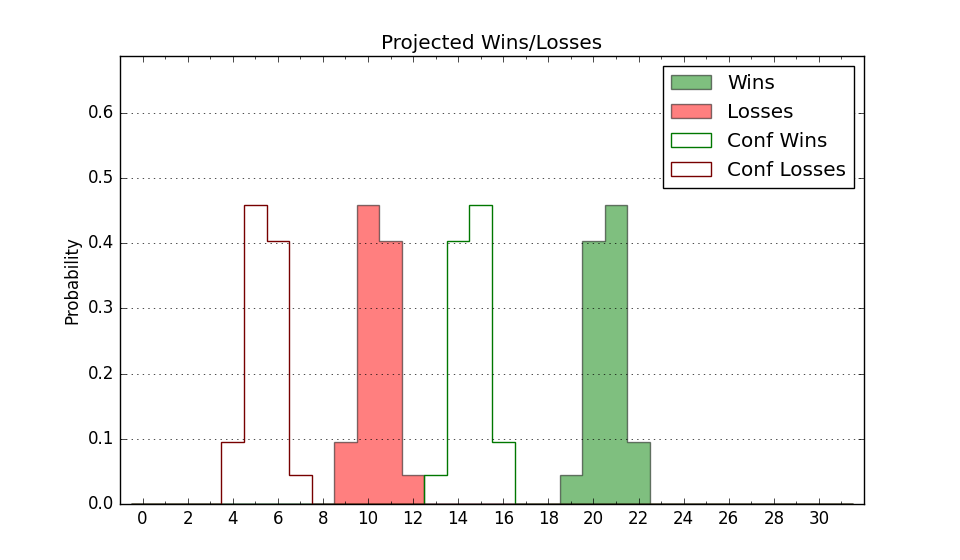 Projected Wins/Losses
Wins
Losses
Conf Wins
Conf Losses
Probability
0.6
0.5
0.4
0.3
0.2
0.1
0.0
0 2 4 6 8 10 12 14 16 18 20 22 24 26 28 30